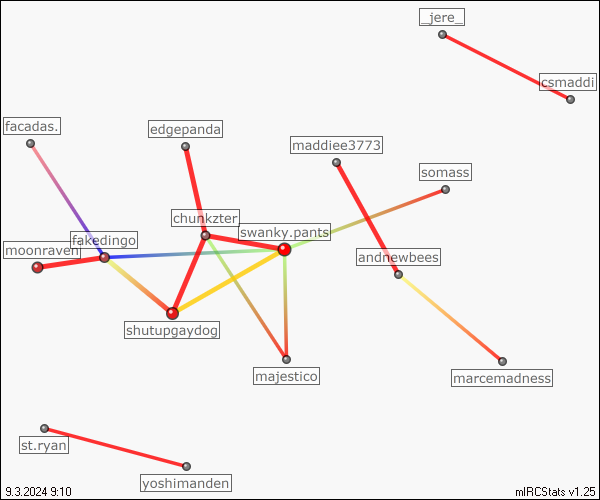 _jere_
csmaddi
facadas.
edgepanda
maddiee3773
somass
chunkzter
swanky.pants
fakedingo
moonraven
andnewbees
shutupgaydog
majestico
marcemadness
st.ryan
yoshimanden
9.3.2024 9:10
mIRCStats v1.25